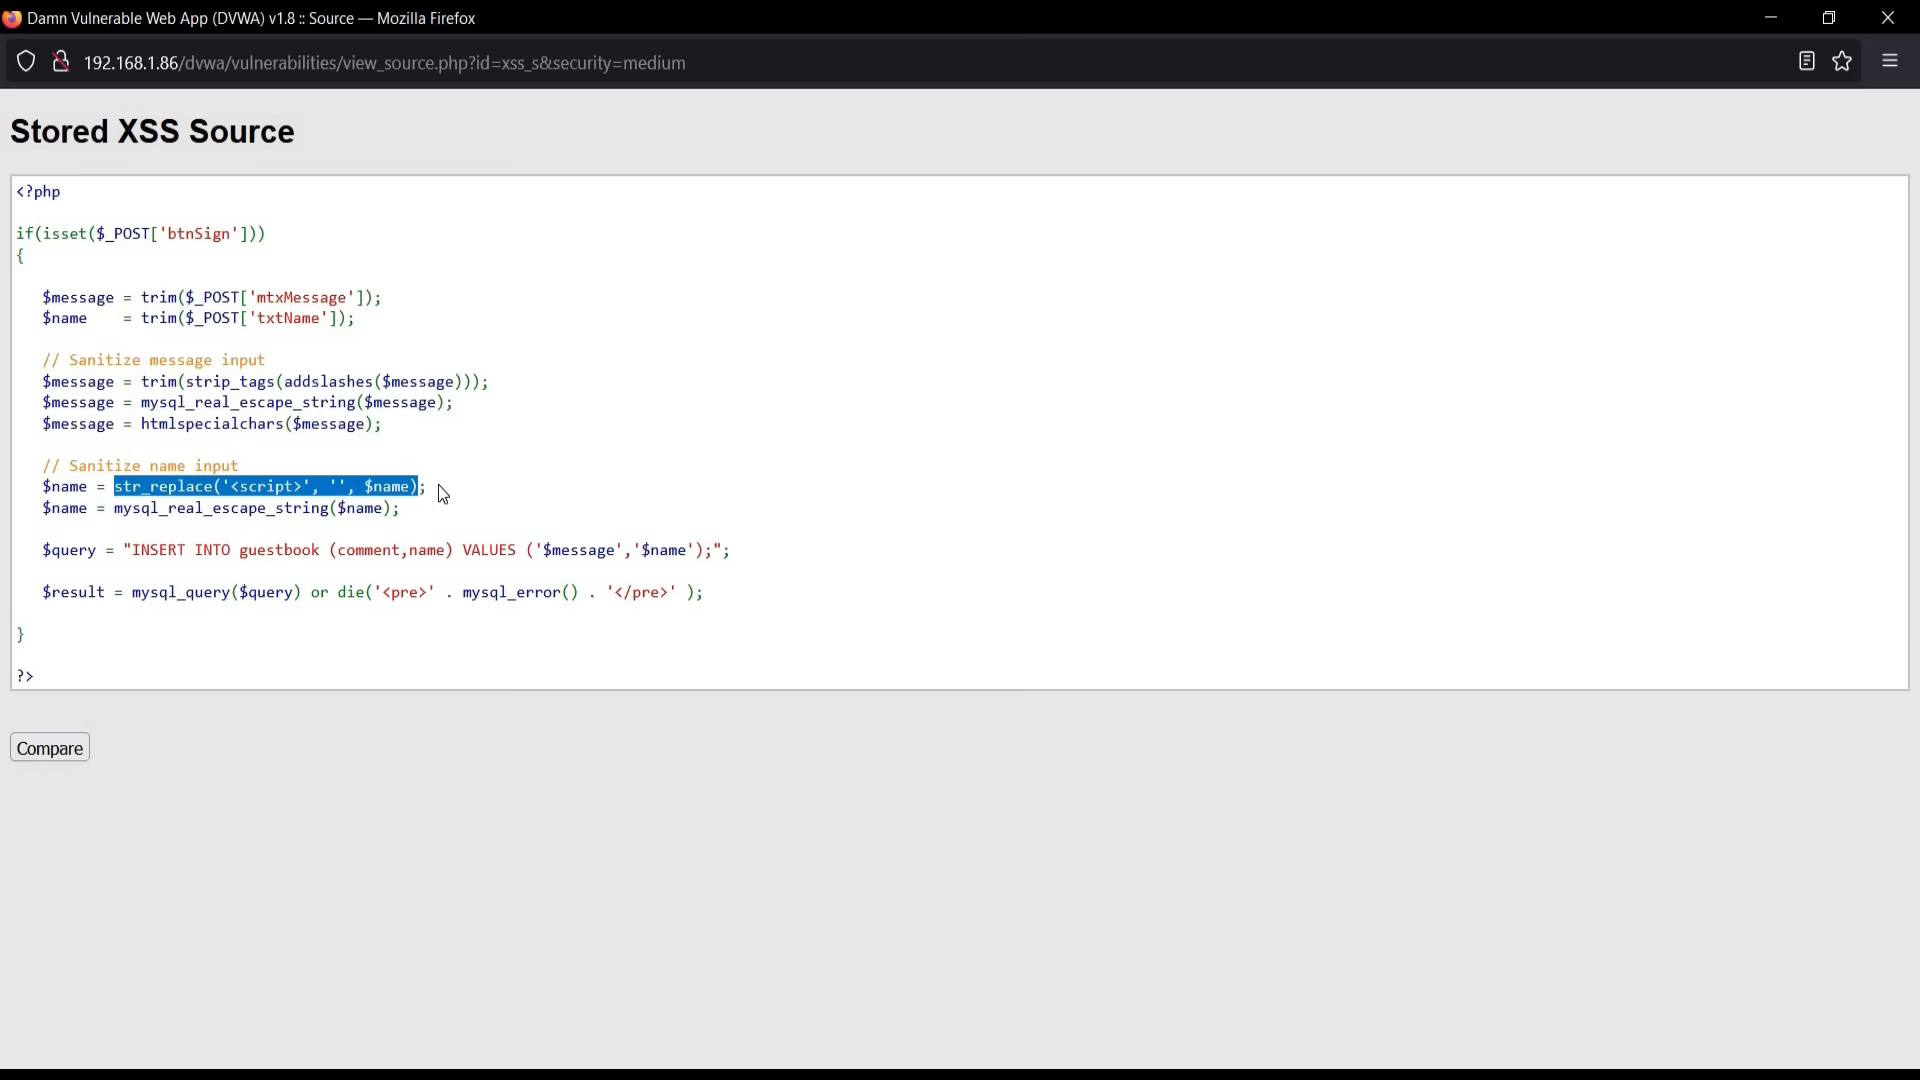 Damn Vulnerable Web App (DVWA) v1.8 :: Source — Mozilla Firefox
192.168.1.86/dvwa/vulnerabilities/view_source.php?id=xss_s&security=medium
Stored XSS Source
<?php
if(isset($_POST['btnSign']))
{
   $message = trim($_POST['mtxMessage']);
   $name    = trim($_POST['txtName']);
   // Sanitize message input
   $message = trim(strip_tags(addslashes($message)));
   $message = mysql_real_escape_string($message);
   $message = htmlspecialchars($message);
   // Sanitize name input
   $name = str_replace('<script>', '', $name);
   $name = mysql_real_escape_string($name);
   $query = "INSERT INTO guestbook (comment,name) VALUES ('$message','$name');";
   $result = mysql_query($query) or die('<pre>' . mysql_error() . '</pre>' );
}
?>
Compare